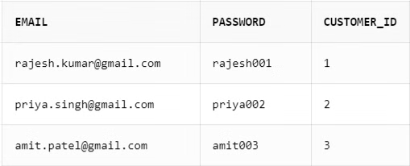 EMAIL PASSWORD CUSTOMER_ID
rajesh.kumar@gmail.com rajesh001 1
priya.singh@gmail.com priya002 2
amit.patel@gmail.com amit003 3